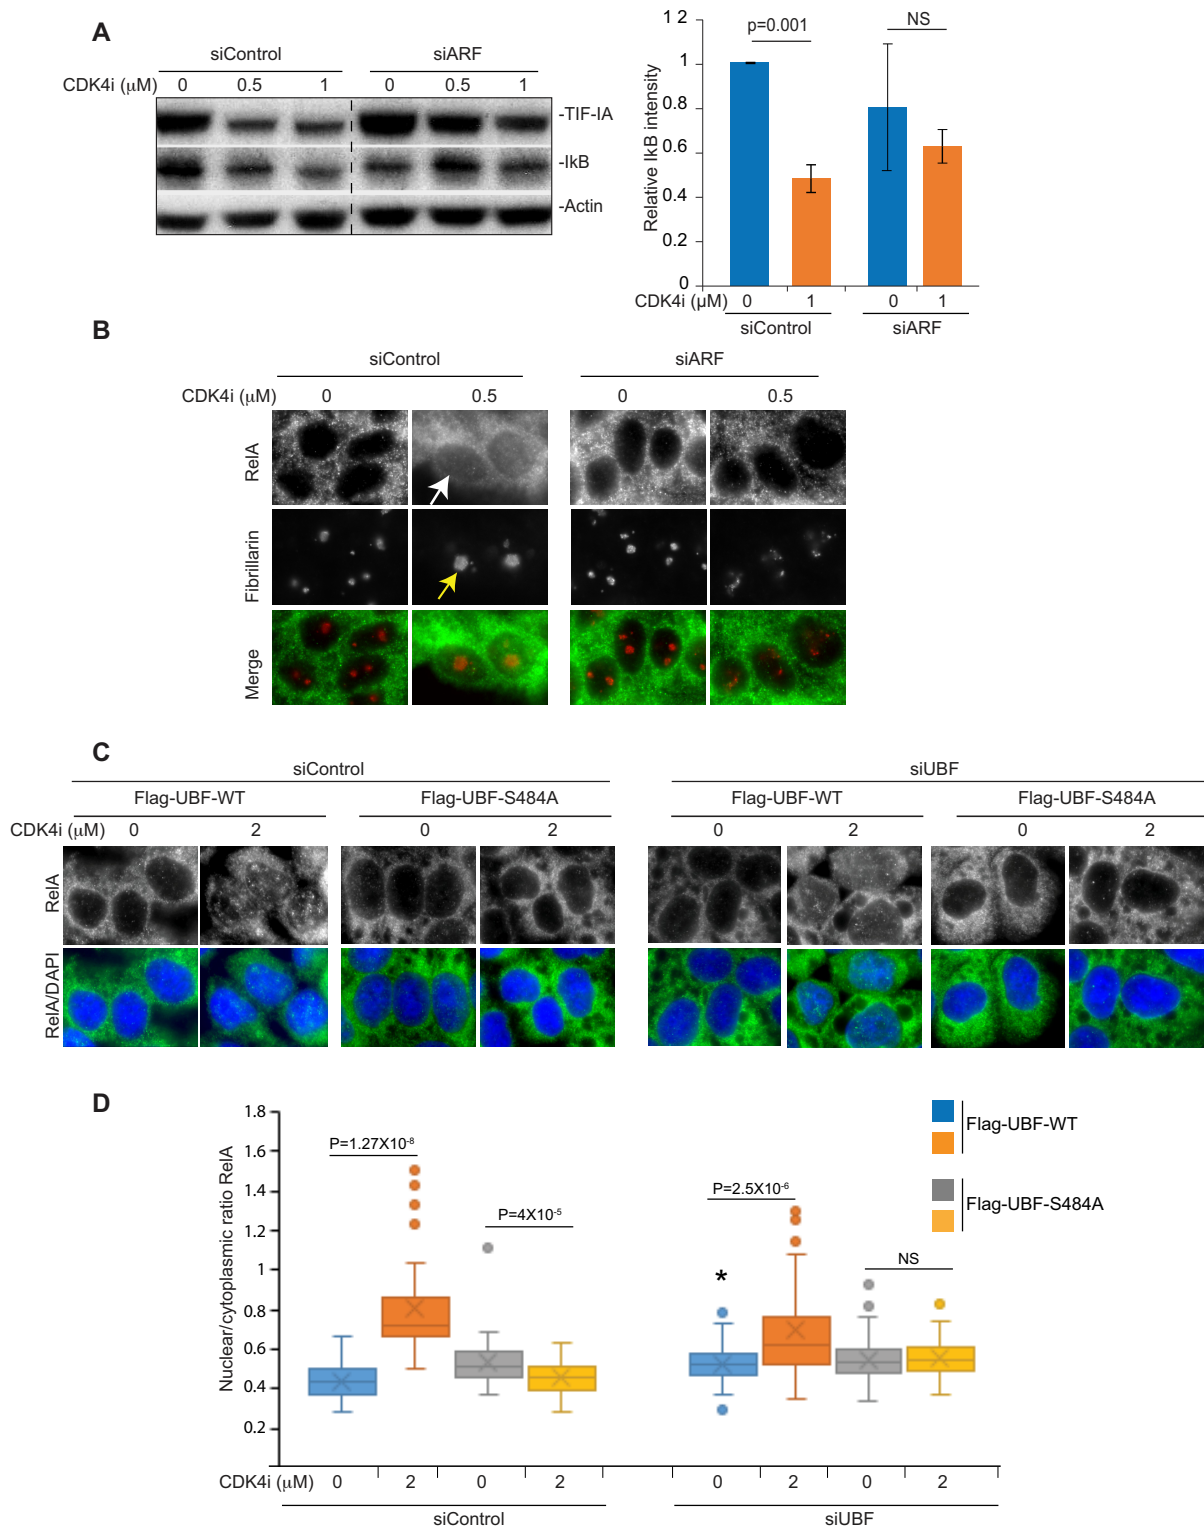 A
siControl siARF
CDK4i (μM) 0 0.5 1 0 0.5 1
-TIF-IA
-IkB
-Actin
Relative IkB intensity
1 2
1
0.8
0.6
0.4
0.2
0
p=0.001 NS
CDK4i (μM) 0 1 0 1
siControl siARF
B
siControl siARF
CDK4i (μM) 0 0.5 0 0.5
RelA
Fibrillarin
Merge
C
siControl siUBF
Flag-UBF-WT Flag-UBF-S484A Flag-UBF-WT Flag-UBF-S484A
CDK4i (μM) 0 2 0 2 0 2 0 2
RelA
RelA/DAPI
D
Nuclear/cytoplasmic ratio RelA
1.8
1.6
1.4
1.2
1
0.8
0.6
0.4
0.2
P=1.27X10⁻⁸
P=4X10⁻⁵
P=2.5X10⁻⁶
NS
*
Flag-UBF-WT
Flag-UBF-S484A
CDK4i (μM) 0 2 0 2 0 2 0 2
siControl siUBF